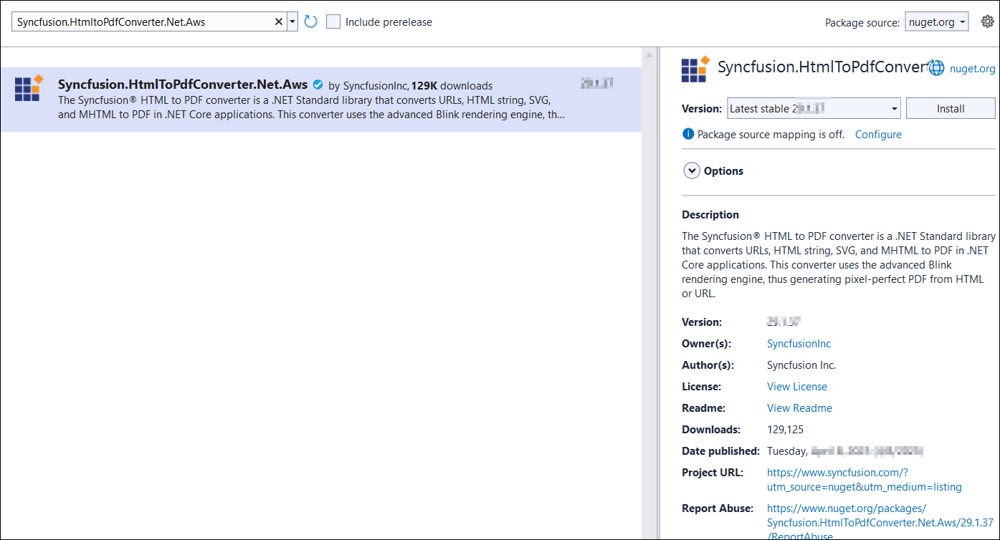 Syncfusion.HtmltoPdfConverter.Net.Aws
Include prerelease
Package source: nuget.org
Syncfusion.HtmlToPdfConverter.Net.Aws by SyncfusionInc, 129K downloads
The Syncfusion® HTML to PDF converter is a .NET Standard library that converts URLs, HTML string, SVG,
and MHTML to PDF in .NET Core applications. This converter uses the advanced Blink rendering engine, th...
Syncfusion.HtmlToPdfConver
nuget.org
Version: Latest stable
Install
Package source mapping is off. Configure
Options
Description
The Syncfusion® HTML to PDF converter is a .NET Standard library
that converts URLs, HTML string, SVG, and MHTML to PDF in .NET
Core applications. This converter uses the advanced Blink
rendering engine, thus generating pixel-perfect PDF from HTML
or URL.
Version:
Owner(s): SyncfusionInc
Author(s): Syncfusion Inc.
License: View License
Readme: View Readme
Downloads: 129,125
Date published: Tuesday,
Project URL: https://www.syncfusion.com/?
utm_source=nuget&utm_medium=listing
Report Abuse: https://www.nuget.org/packages/
Syncfusion.HtmlToPdfConverter.Net.Aws/29.1.37
/ReportAbuse